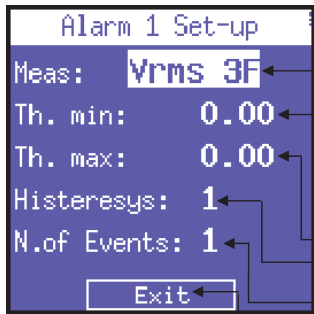 Alarm 1 Set-up
Meas: Vrms 3F
Th. min: 0.00
Th. max: 0.00
Histeresys: 1
N.of Events: 1
Exit